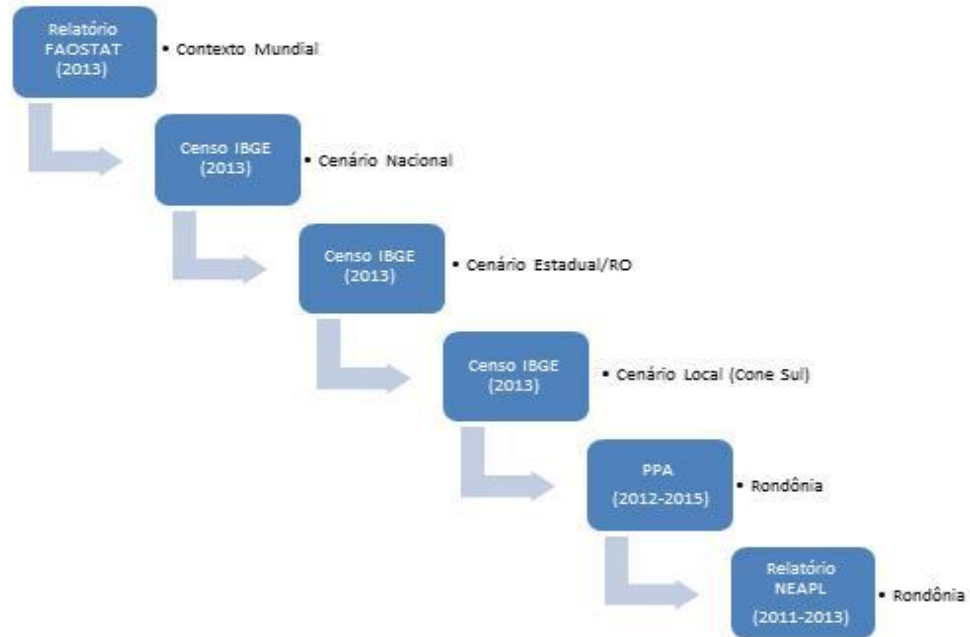 Relatório
FAOSTAT
(2013)
• Contexto Mundial
Censo IBGE
(2013)
• Cenário Nacional
Censo IBGE
(2013)
• Cenário Estadual/RO
Censo IBGE
(2013)
• Cenário Local (Cone Sul)
PPA
(2012-2015)
• Rondônia
Relatório
NEAPL
(2011-2013)
• Rondônia